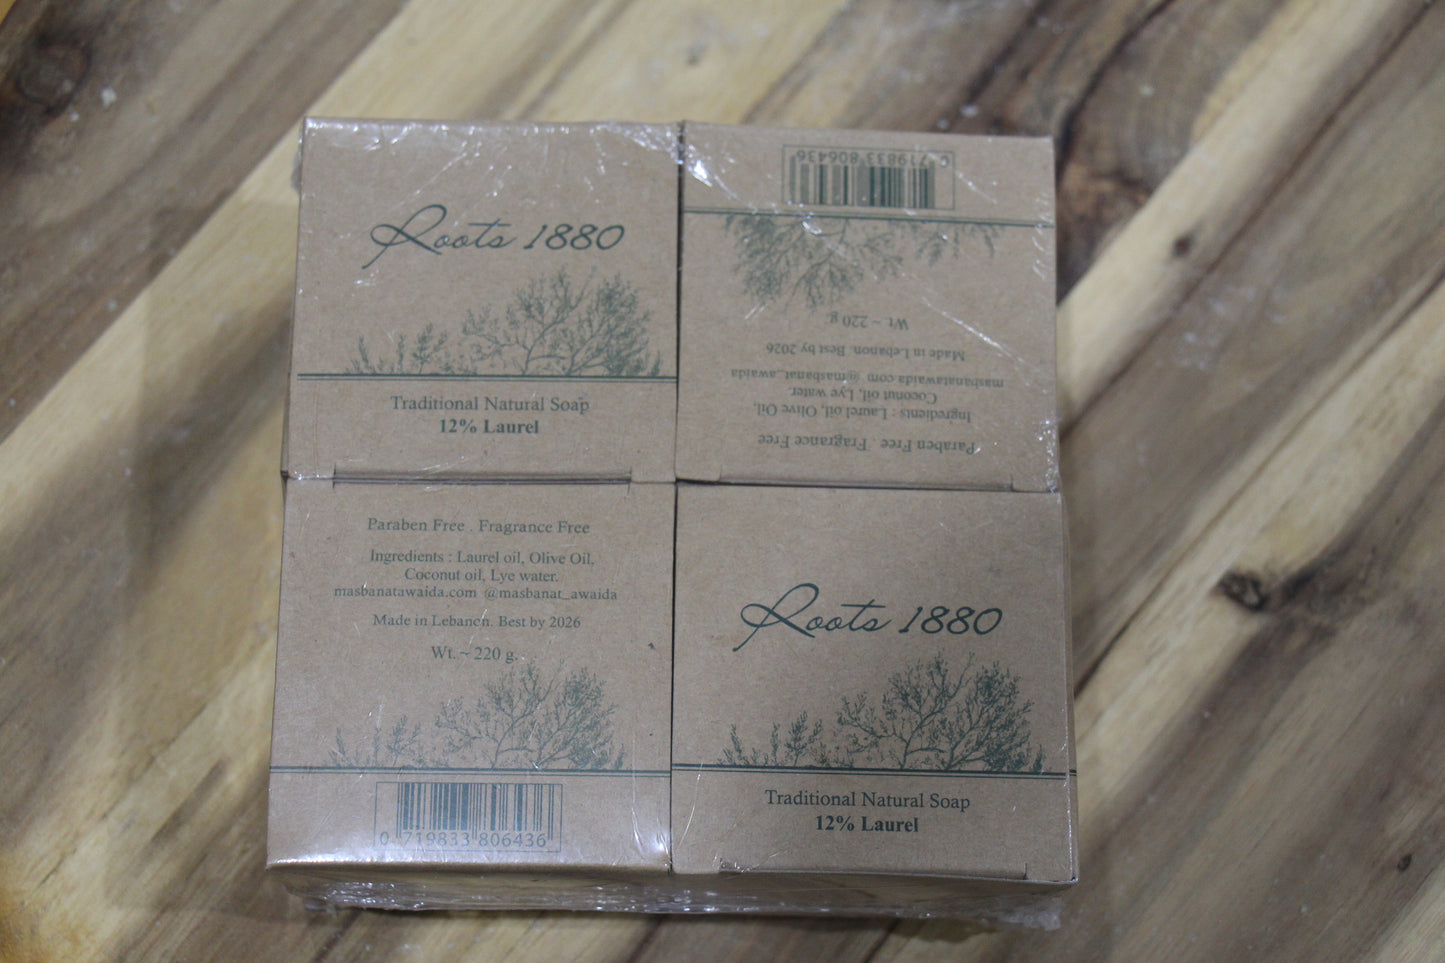 Roots 1880
Traditional Natural Soap
12% Laurel
0 719833 806436
Wt. ~ 220 g.
Made in Lebanon. Best by 2026
masbanatawaida.com @masbanat_awaida
Coconut oil, Lye water.
Ingredients : Laurel oil, Olive Oil,
Paraben Free . Fragrance Free
Paraben Free . Fragrance Free
Ingredients : Laurel oil, Olive Oil,
Coconut oil, Lye water.
masbanatawaida.com @masbanat_awaida
Made in Lebanon. Best by 2026
Wt. ~ 220 g.
0 719833 806436
Roots 1880
Traditional Natural Soap
12% Laurel